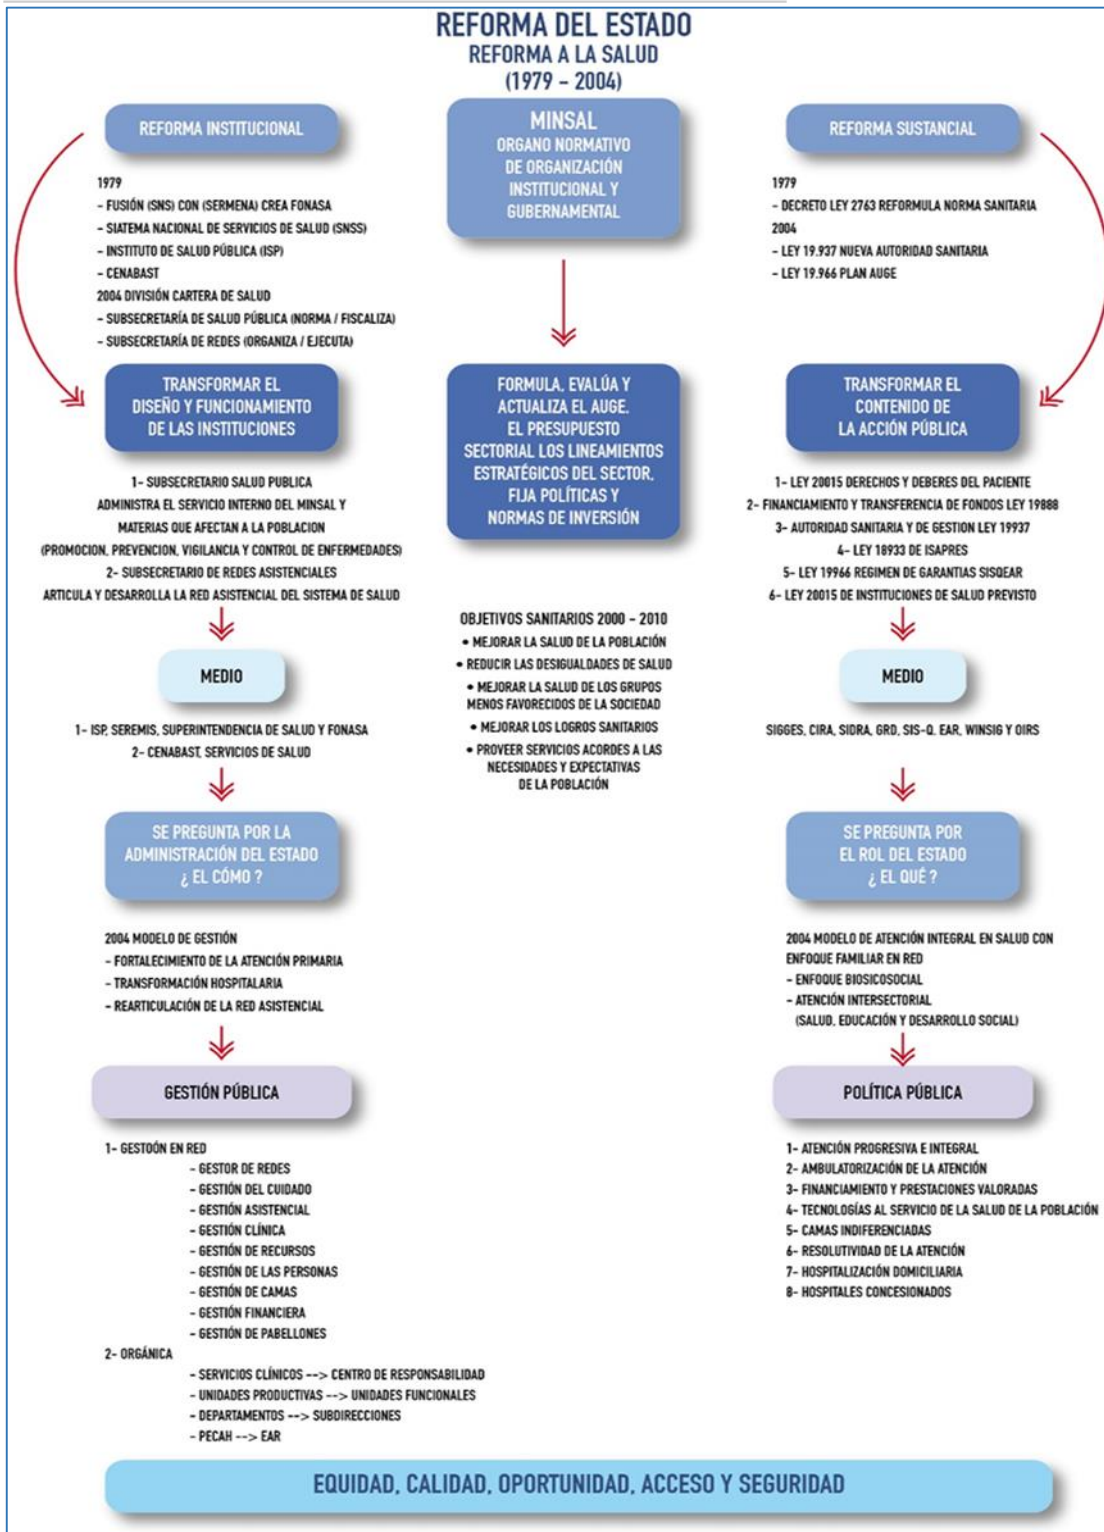 REFORMA DEL ESTADO
REFORMA A LA SALUD
(1979 – 2004)
REFORMA INSTITUCIONAL
1979
– FUSIÓN (SNS) CON (SERMENA) CREA FONASA
– SIATEMA NACIONAL DE SERVICIOS DE SALUD (SNSS)
– INSTITUTO DE SALUD PÚBLICA (ISP)
– CENABAST
2004 DIVISIÓN CARTERA DE SALUD
– SUBSECRETARÍA DE SALUD PÚBLICA (NORMA / FISCALIZA)
– SUBSECRETARÍA DE REDES (ORGANIZA / EJECUTA)
TRANSFORMAR EL
DISEÑO Y FUNCIONAMIENTO
DE LAS INSTITUCIONES
1– SUBSECRETARIO SALUD PUBLICA
ADMINISTRA EL SERVICIO INTERNO DEL MINSAL Y
MATERIAS QUE AFECTAN A LA POBLACION
(PROMOCION, PREVENCION, VIGILANCIA Y CONTROL DE ENFERMEDADES)
2– SUBSECRETARIO DE REDES ASISTENCIALES
ARTICULA Y DESARROLLA LA RED ASISTENCIAL DEL SISTEMA DE SALUD
MEDIO
1– ISP, SEREMIS, SUPERINTENDENCIA DE SALUD Y FONASA
2– CENABAST, SERVICIOS DE SALUD
SE PREGUNTA POR LA
ADMINISTRACIÓN DEL ESTADO
¿ EL CÓMO ?
2004 MODELO DE GESTIÓN
– FORTALECIMIENTO DE LA ATENCIÓN PRIMARIA
– TRANSFORMACIÓN HOSPITALARIA
– REARTICULACIÓN DE LA RED ASISTENCIAL
GESTIÓN PÚBLICA
1– GESTOÓN EN RED
– GESTOR DE REDES
– GESTIÓN DEL CUIDADO
– GESTIÓN ASISTENCIAL
– GESTIÓN CLÍNICA
– GESTIÓN DE RECURSOS
– GESTIÓN DE LAS PERSONAS
– GESTIÓN DE CAMAS
– GESTIÓN FINANCIERA
– GESTIÓN DE PABELLONES
2– ORGÁNICA
– SERVICIOS CLÍNICOS --> CENTRO DE RESPONSABILIDAD
– UNIDADES PRODUCTIVAS --> UNIDADES FUNCIONALES
– DEPARTAMENTOS --> SUBDIRECCIONES
– PECAH --> EAR
MINSAL
ORGANO NORMATIVO
DE ORGANIZACIÓN
INSTITUCIONAL Y
GUBERNAMENTAL
FORMULA, EVALÚA Y
ACTUALIZA EL AUGE.
EL PRESUPUESTO
SECTORIAL LOS LINEAMIENTOS
ESTRATÉGICOS DEL SECTOR,
FIJA POLÍTICAS Y
NORMAS DE INVERSIÓN
OBJETIVOS SANITARIOS 2000 – 2010
• MEJORAR LA SALUD DE LA POBLACIÓN
• REDUCIR LAS DESIGUALDADES DE SALUD
• MEJORAR LA SALUD DE LOS GRUPOS
MENOS FAVORECIDOS DE LA SOCIEDAD
• MEJORAR LOS LOGROS SANITARIOS
• PROVEER SERVICIOS ACORDES A LAS
NECESIDADES Y EXPECTATIVAS
DE LA POBLACIÓN
REFORMA SUSTANCIAL
1979
– DECRETO LEY 2763 REFORMULA NORMA SANITARIA
2004
– LEY 19.937 NUEVA AUTORIDAD SANITARIA
– LEY 19.966 PLAN AUGE
TRANSFORMAR EL
CONTENIDO DE
LA ACCIÓN PÚBLICA
1– LEY 20015 DERECHOS Y DEBERES DEL PACIENTE
2– FINANCIAMIENTO Y TRANSFERENCIA DE FONDOS LEY 19888
3– AUTORIDAD SANITARIA Y DE GESTION LEY 19937
4– LEY 18933 DE ISAPRES
5– LEY 19966 REGIMEN DE GARANTIAS SISQEAR
6– LEY 20015 DE INSTITUCIONES DE SALUD PREVISTO
MEDIO
SIGGES, CIRA, SIDRA, GRD, SIS-Q. EAR, WINSIG Y OIRS
SE PREGUNTA POR
EL ROL DEL ESTADO
¿ EL QUÉ ?
2004 MODELO DE ATENCIÓN INTEGRAL EN SALUD CON
ENFOQUE FAMILIAR EN RED
– ENFOQUE BIOSICOSOCIAL
– ATENCIÓN INTERSECTORIAL
(SALUD, EDUCACIÓN Y DESARROLLO SOCIAL)
POLÍTICA PÚBLICA
1– ATENCIÓN PROGRESIVA E INTEGRAL
2– AMBULATORIZACIÓN DE LA ATENCIÓN
3– FINANCIAMIENTO Y PRESTACIONES VALORADAS
4– TECNOLOGÍAS AL SERVICIO DE LA SALUD DE LA POBLACIÓN
5– CAMAS INDIFERENCIADAS
6– RESOLUTIVIDAD DE LA ATENCIÓN
7– HOSPITALIZACIÓN DOMICILIARIA
8– HOSPITALES CONCESIONADOS
EQUIDAD, CALIDAD, OPORTUNIDAD, ACCESO Y SEGURIDAD